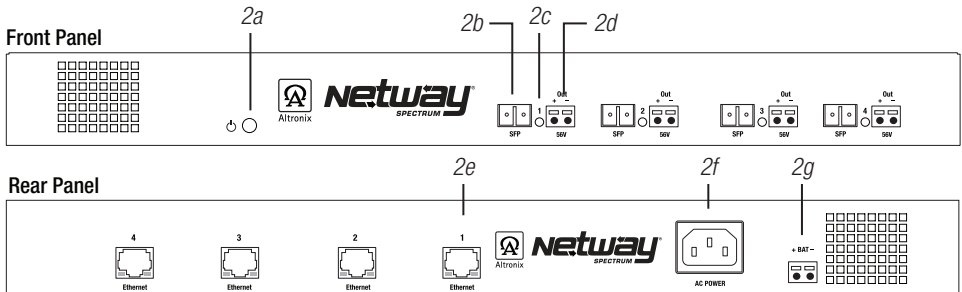 2a
2b
2c
2d
Front Panel
Altronix
Netway
SPECTRUM
SFP
1
Out
+ −
56V
SFP
2
Out
+ −
56V
SFP
3
Out
+ −
56V
SFP
4
Out
+ −
56V
Rear Panel
2e
2f
2g
4
Ethernet
3
Ethernet
2
Ethernet
1
Ethernet
Altronix
Netway
SPECTRUM
AC POWER
+ BAT −